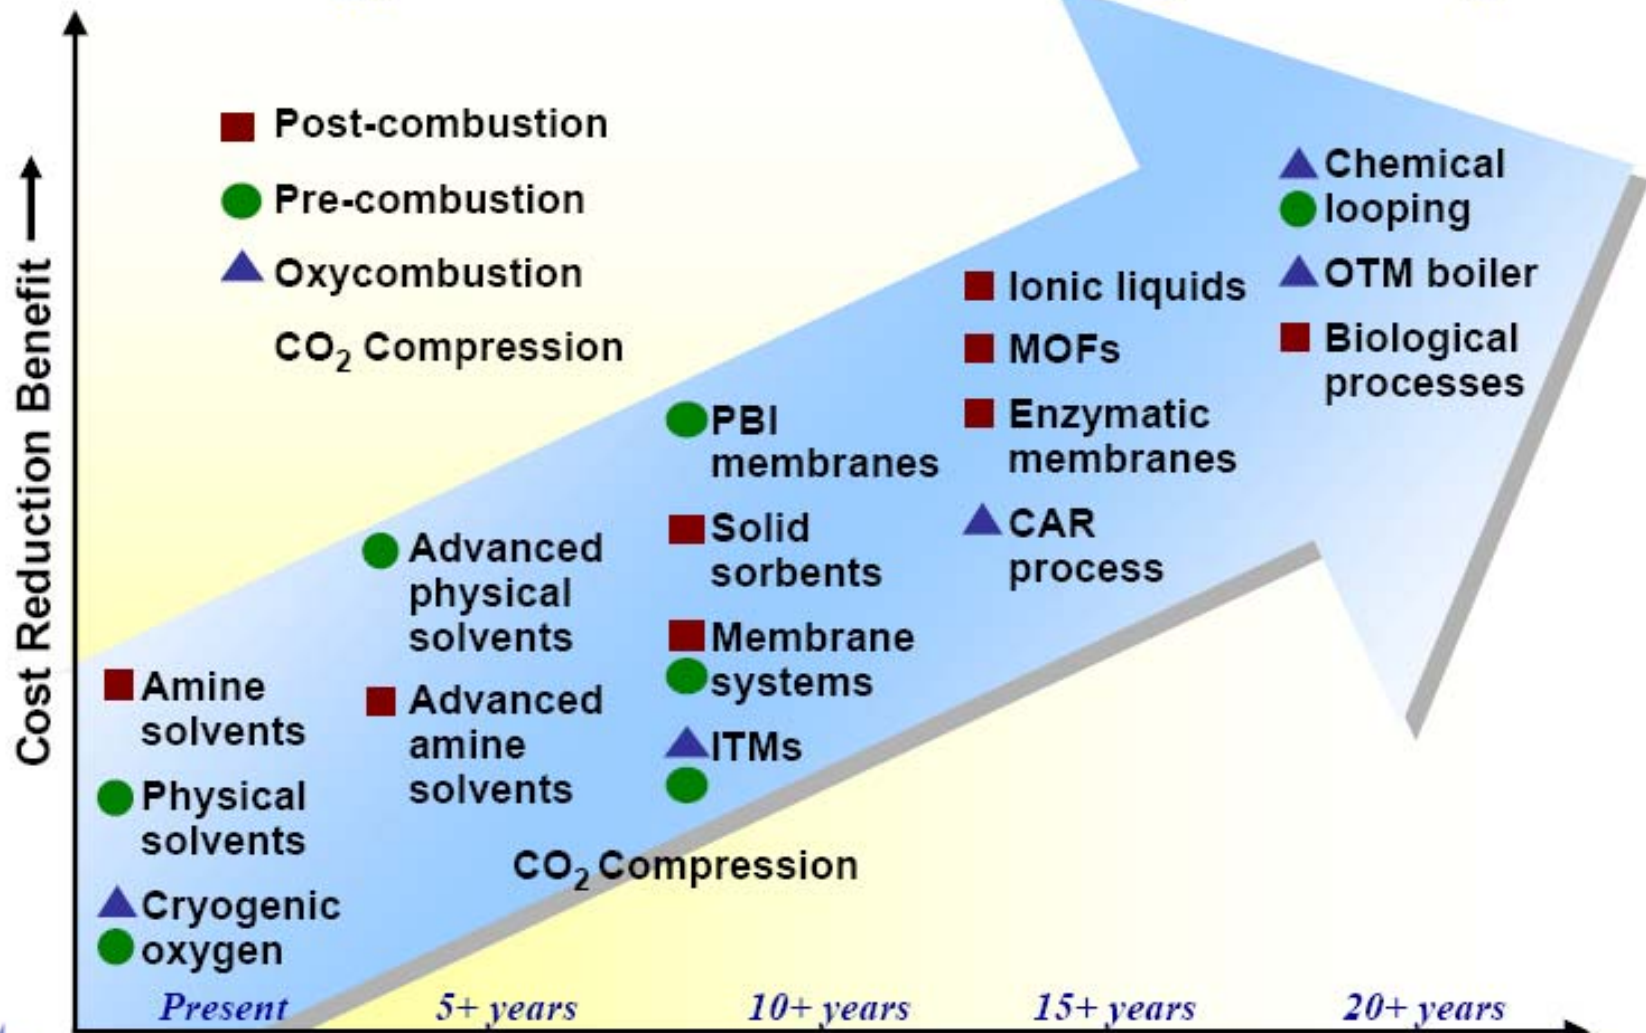 Post-combustion
Pre-combustion
Oxycombustion
CO₂ Compression
Cost Reduction Benefit
Amine
solvents
Physical
solvents
Cryogenic
oxygen
Advanced
physical
solvents
Advanced
amine
solvents
PBI
membranes
Solid
sorbents
Membrane
systems
ITMs
CO₂ Compression
Ionic liquids
MOFs
Enzymatic
membranes
CAR
process
Chemical
looping
OTM boiler
Biological
processes
Present
5+ years
10+ years
15+ years
20+ years